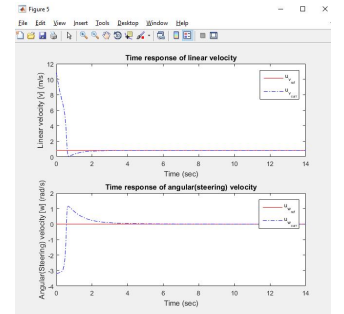 Figure 5
File Edit View Insert Tools Desktop Window Help
Time response of linear velocity
Linear velocity [v] (m/s)
12
10
8
6
4
2
0
0 2 4 6 8 10 12 14
Time (sec)
Time response of angular(steering) velocity
Angular(Steering) velocity [w] (rad/s)
2
1
0
-1
-2
-3
-4
0 2 4 6 8 10 12 14
Time (sec)